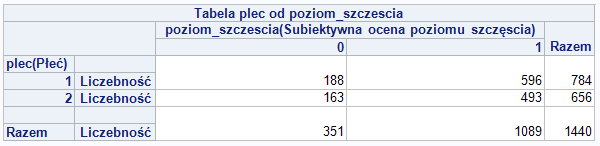 Tabela plec od poziom_szczescia
poziom_szczescia(Subiektywna ocena poziomu szczęscia)
0 1 Razem
plec(Płeć)
1 Liczebność 188 596 784
2 Liczebność 163 493 656
Razem Liczebność 351 1089 1440